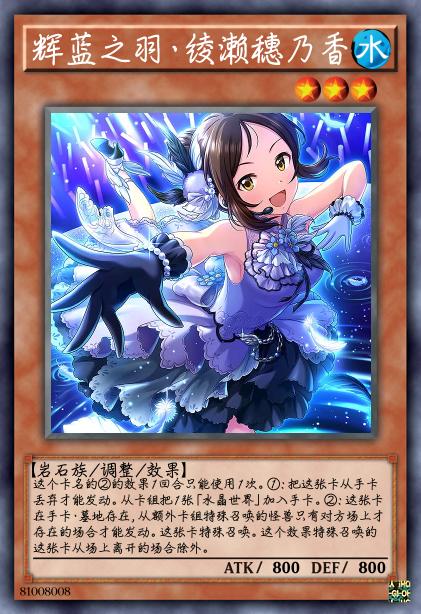 辉蓝之羽·绫濑穗乃香
水
【岩石族/调整/效果】
这个卡名的②的效果1回合只能使用1次。①:把这张卡从手卡
丢弃才能发动。从卡组把1张「水晶世界」加入手卡。②:这张卡
在手卡·墓地存在,从额外卡组特殊召唤的怪兽只有对方场上才
存在的场合才能发动。这张卡特殊召唤。这个效果特殊召唤的
这张卡从场上离开的场合除外。
ATK/ 800 DEF/ 800
81008008